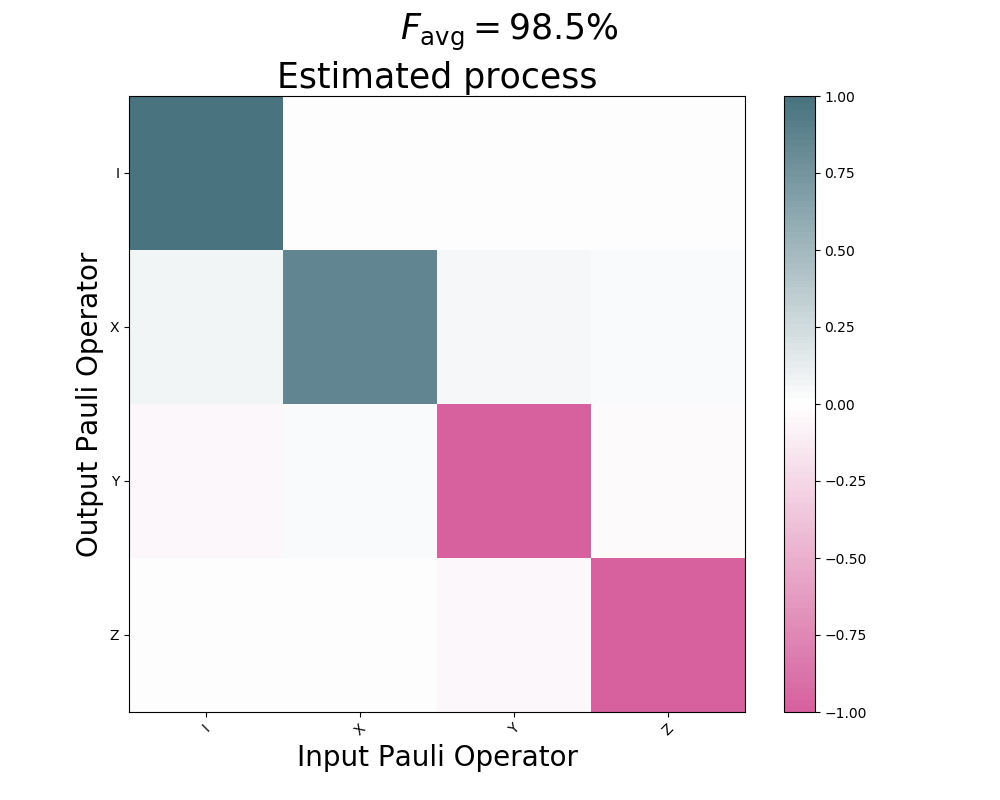 F_avg = 98.5%
Estimated process
Output Pauli Operator
I
X
Y
Z
I X Y Z
Input Pauli Operator
1.00
0.75
0.50
0.25
0.00
−0.25
−0.50
−0.75
−1.00